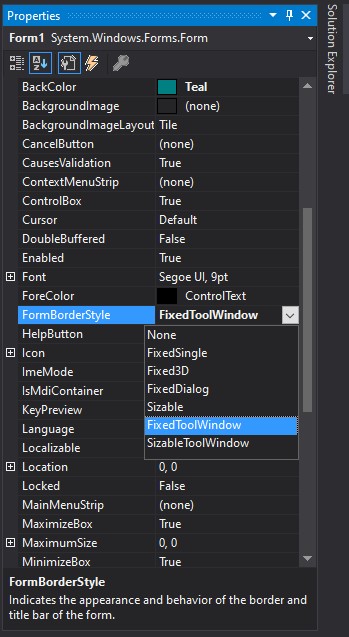 Properties
Form1 System.Windows.Forms.Form
BackColor Teal
BackgroundImage (none)
BackgroundImageLayout Tile
CancelButton (none)
CausesValidation True
ContextMenuStrip (none)
ControlBox True
Cursor Default
DoubleBuffered False
Enabled True
Font Segoe UI, 9pt
ForeColor ControlText
FormBorderStyle FixedToolWindow
HelpButton None
Icon FixedSingle
ImeMode Fixed3D
IsMdiContainer FixedDialog
KeyPreview Sizable
Language FixedToolWindow
Localizable SizableToolWindow
Location 0, 0
Locked False
MainMenuStrip (none)
MaximizeBox True
MaximumSize 0, 0
MinimizeBox True
FormBorderStyle
Indicates the appearance and behavior of the border and
title bar of the form.
Solution Explorer